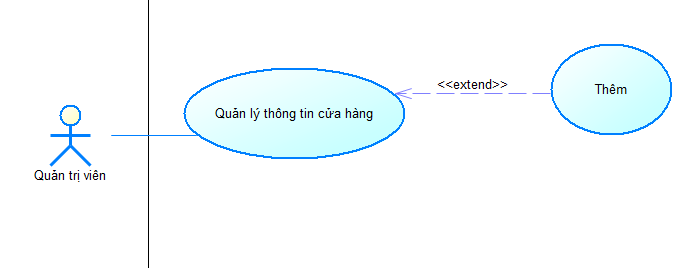 <<extend>>
Thêm
Quản lý thông tin cửa hàng
Quản trị viên